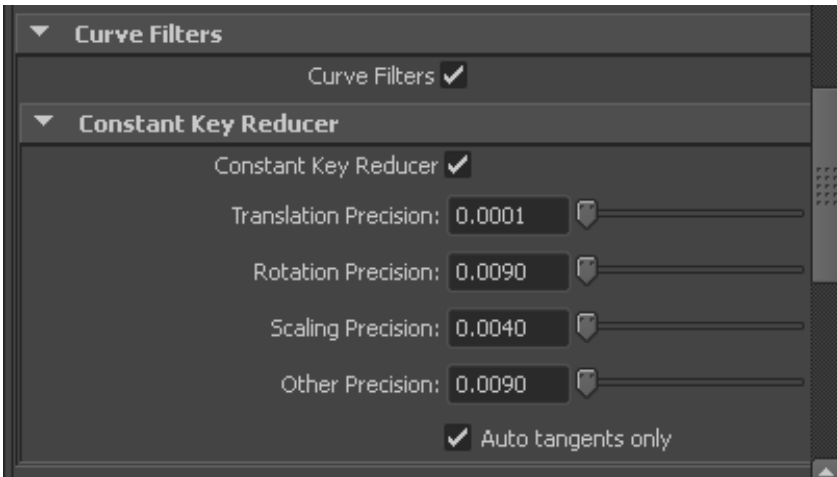 Curve Filters
Curve Filters
Constant Key Reducer
Constant Key Reducer
Translation Precision: 0.0001
Rotation Precision: 0.0090
Scaling Precision: 0.0040
Other Precision: 0.0090
Auto tangents only